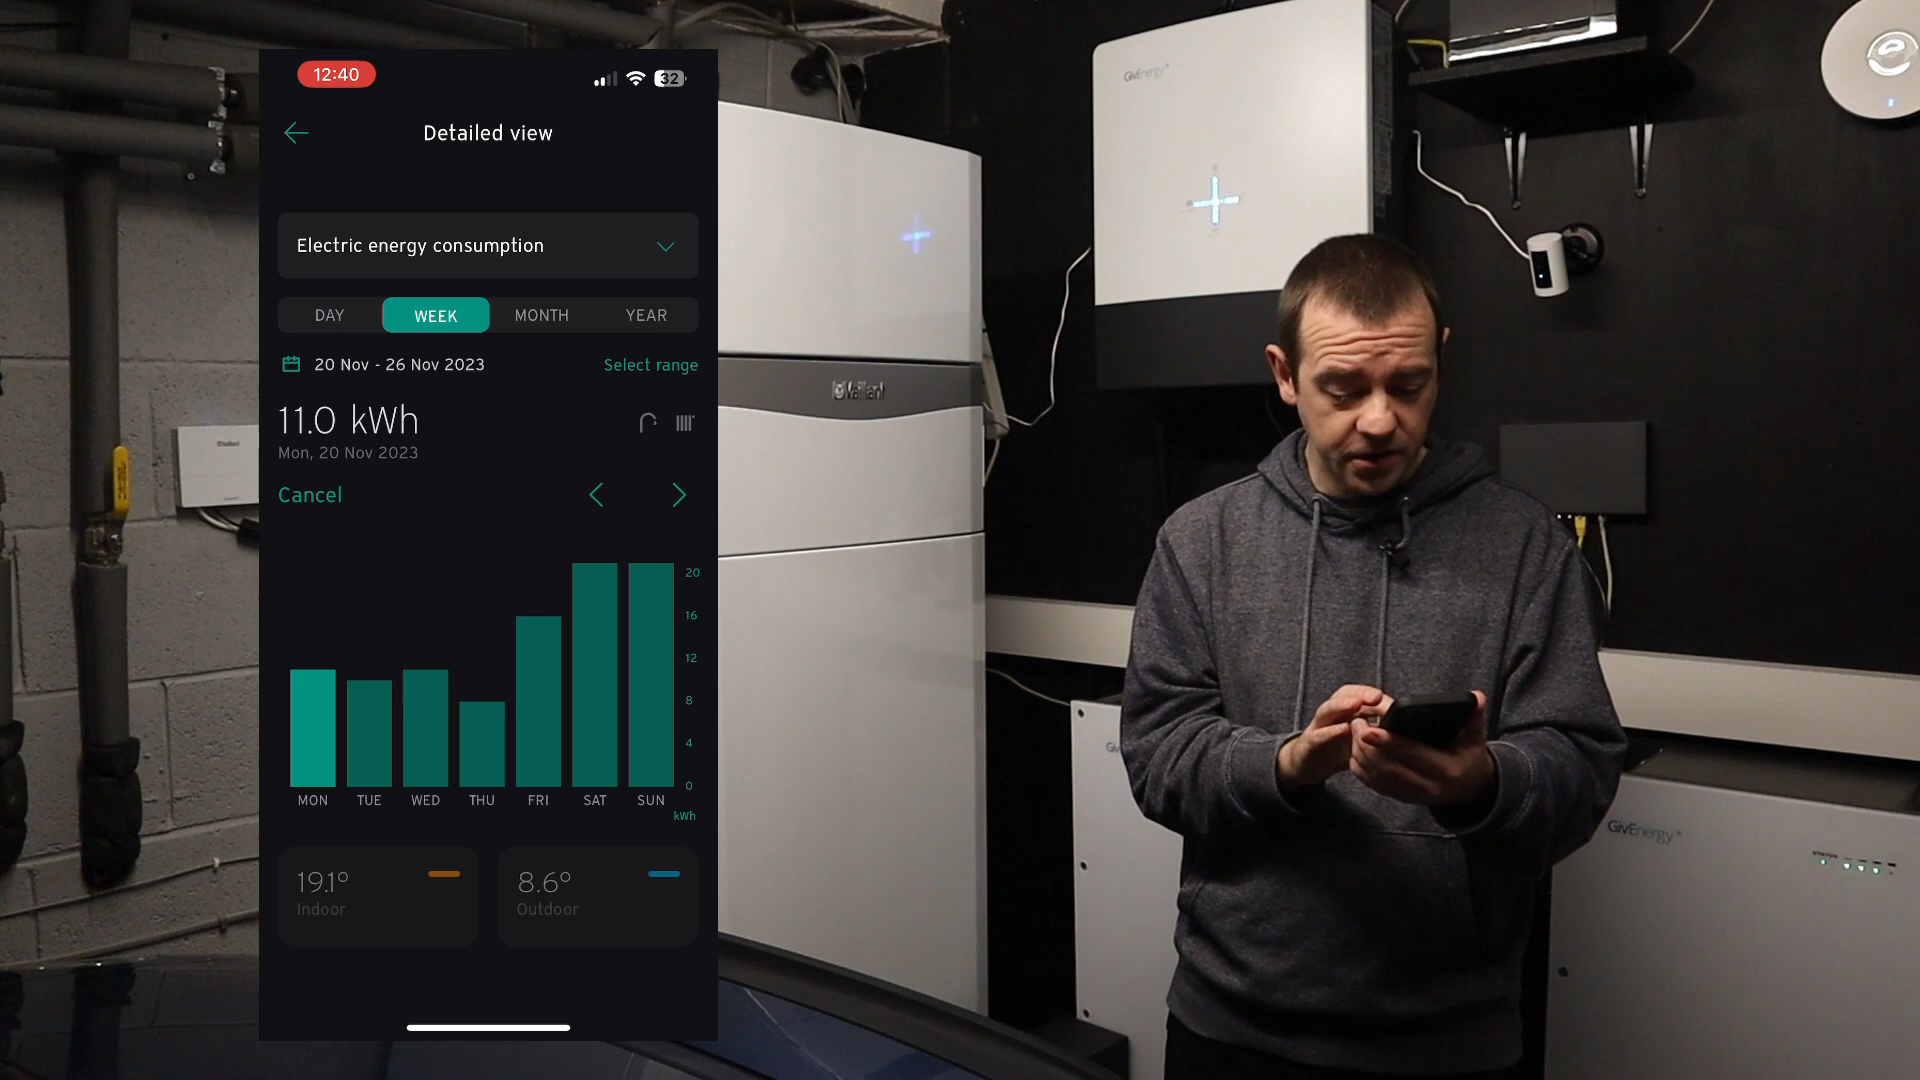 12:40
32
Detailed view
Electric energy consumption
DAY WEEK MONTH YEAR
20 Nov - 26 Nov 2023 Select range
11.0 kWh
Mon, 20 Nov 2023
Cancel
20
16
12
8
4
0
MON TUE WED THU FRI SAT SUN
kWh
19.1°
Indoor
8.6°
Outdoor
Vaillant
GivEnergy
GivEnergy
STATUS